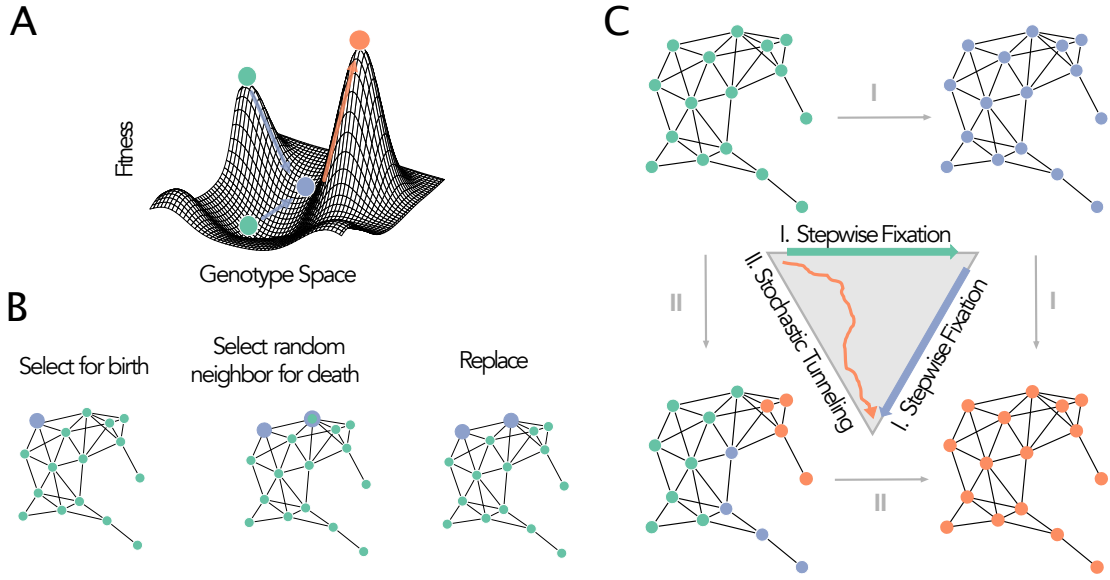 A
Fitness
Genotype Space
B
Select for birth
Select random
neighbor for death
Replace
C
I
I. Stepwise Fixation
II. Stochastic Tunneling
I. Stepwise Fixation
II
I
II